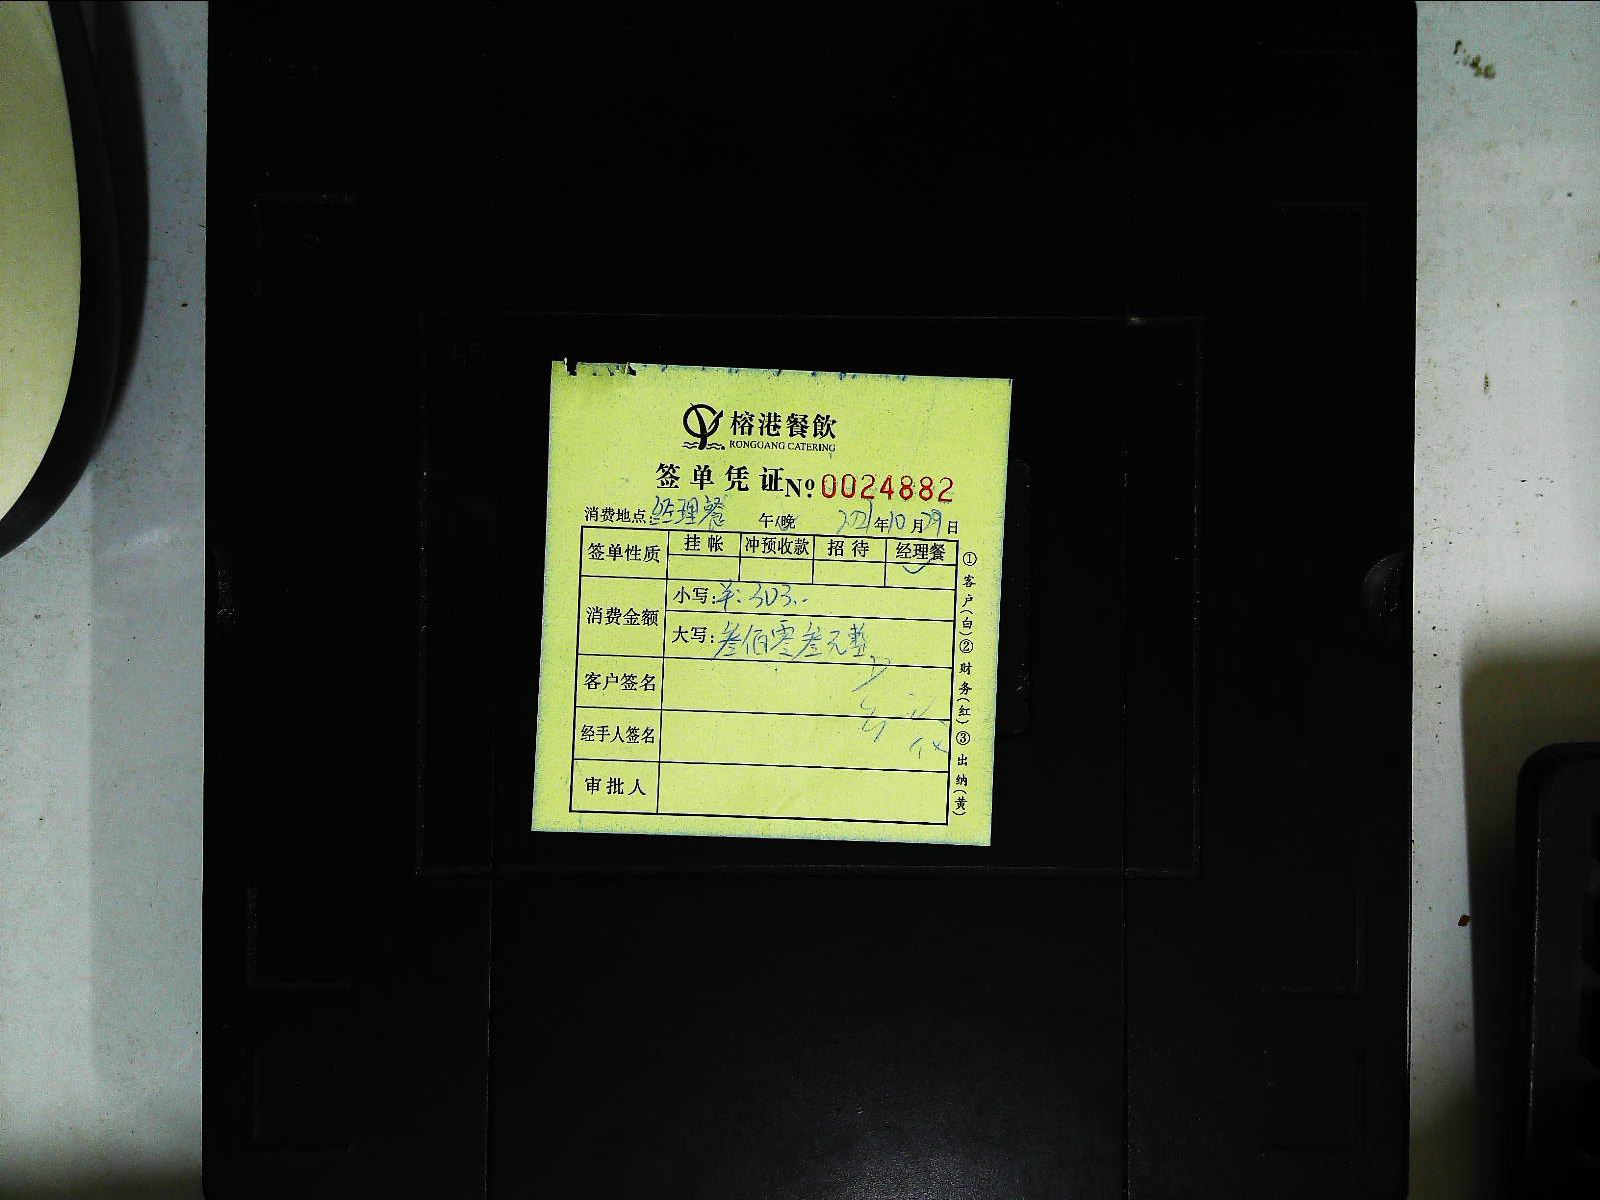 榕港餐飲
RONGGANG CATERING
签单凭证 №0024882
消费地点:经理餐 午/晚 2021年10月29日
签单性质 挂帐 冲预收款 招待 经理餐
消费金额 小写:羊:303.-
大写:叁佰零叁元整
客户签名
经手人签名
审批人
①客户(白)②财务(红)③出纳(黄)